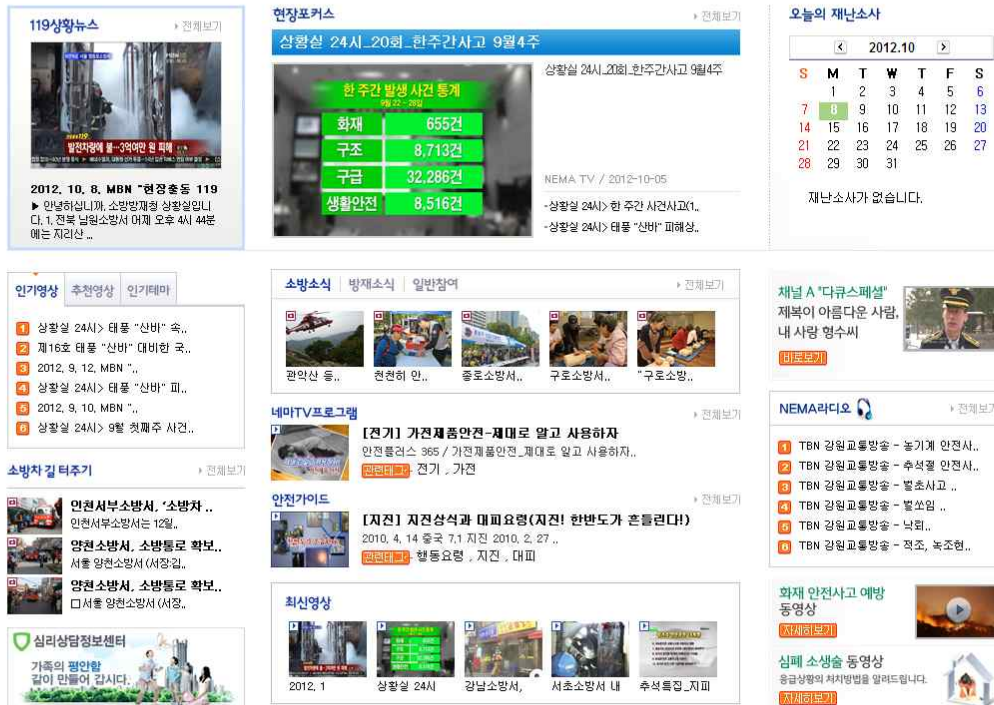 119상황뉴스
전체보기
2012. 10. 8. MBN "현장출동 119
▶ 안녕하십니까, 소방방재청 상황실입니
다. 1. 전북 남원소방서 어제 오후 4시 44분
에는 지리산 ...
발전차량에 불…3억여만 원 피해
현장포커스
전체보기
상황실 24시_20회_한주간사고 9월4주
한 주간 발생 사건 통계
9월 22 - 28일
화재 655건
구조 8,713건
구급 32,286건
생활안전 8,516건
상황실 24시_20회_한주간사고 9월4주
NEMA TV / 2012-10-05
-상황실 24시> 한 주간 사건사고(1..
-상황실 24시> 태풍 "산바" 피해상..
오늘의 재난소사
2012.10
S M T W T F S
1 2 3 4 5 6
7 8 9 10 11 12 13
14 15 16 17 18 19 20
21 22 23 24 25 26 27
28 29 30 31
재난소사가 없습니다.
인기영상 추천영상 인기테마
1 상황실 24시> 태풍 "산바" 속..
2 제16호 태풍 "산바" 대비한 국..
3 2012. 9. 12. MBN "..
4 상황실 24시> 태풍 "산바" 피..
5 2012. 9. 10. MBN "..
6 상황실 24시> 9월 첫째주 사건..
소방차 길 터주기
전체보기
인천서부소방서, '소방차 ..
인천서부소방서는 12월..
양천소방서, 소방통로 확보..
서울 양천소방서 (서장:김..
양천소방서, 소방통로 확보..
□ 서울 양천소방서 (서장..
심리상담정보센터
가족의 평안함
같이 만들어 갑시다.
소방소식 방재소식 일반참여
전체보기
관악산 등..
천천히 안..
종로소방서..
구로소방서..
"구로소방..
네마TV프로그램
전체보기
[전기] 가전제품안전-제대로 알고 사용하자
안전플러스 365 / 가전제품안전_제대로 알고 사용하자..
관련태그 - 전기 , 가전
안전가이드
전체보기
[지진] 지진상식과 대피요령(지진! 한반도가 흔들린다!)
2010. 4. 14 중국 7.1 지진 2010. 2. 27 ..
관련태그 - 행동요령 , 지진 , 대피
최신영상
2012. 1
상황실 24시
강남소방서,
서초소방서 내
추석특집_지피
채널 A "다큐스페셜"
제복이 아름다운 사람,
내 사랑 형수씨
바로보기
NEMA라디오
전체보기
1 TBN 강원교통방송 - 농기계 안전사..
2 TBN 강원교통방송 - 추석절 안전사..
3 TBN 강원교통방송 - 벌초사고 ..
4 TBN 강원교통방송 - 벌쏘임 ..
5 TBN 강원교통방송 - 낙뢰..
6 TBN 강원교통방송 - 적조, 녹조현..
화재 안전사고 예방
동영상
자세히보기
심폐 소생술 동영상
응급상황의 처치방법을 알려드립니다.
자세히보기